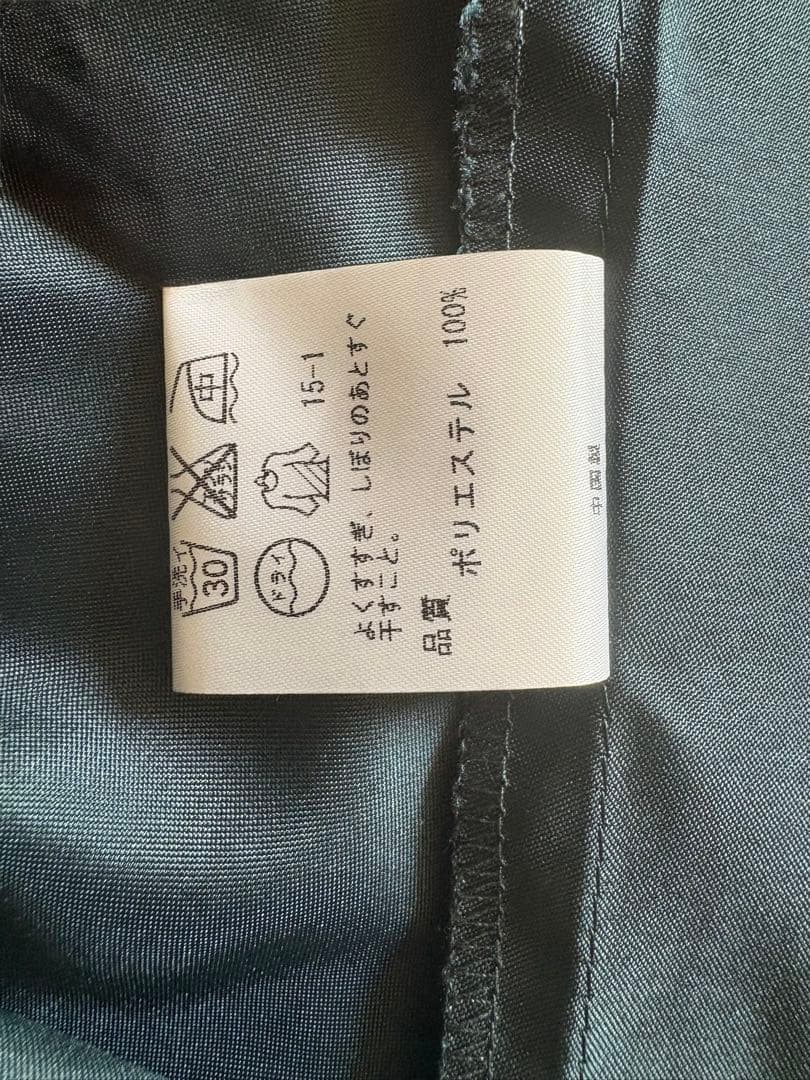 手洗イ
30
中
ドライ
15-1
よくすすぎ、しぼりのあとすぐ
干すこと。
品質 ポリエステル 100%
中国製